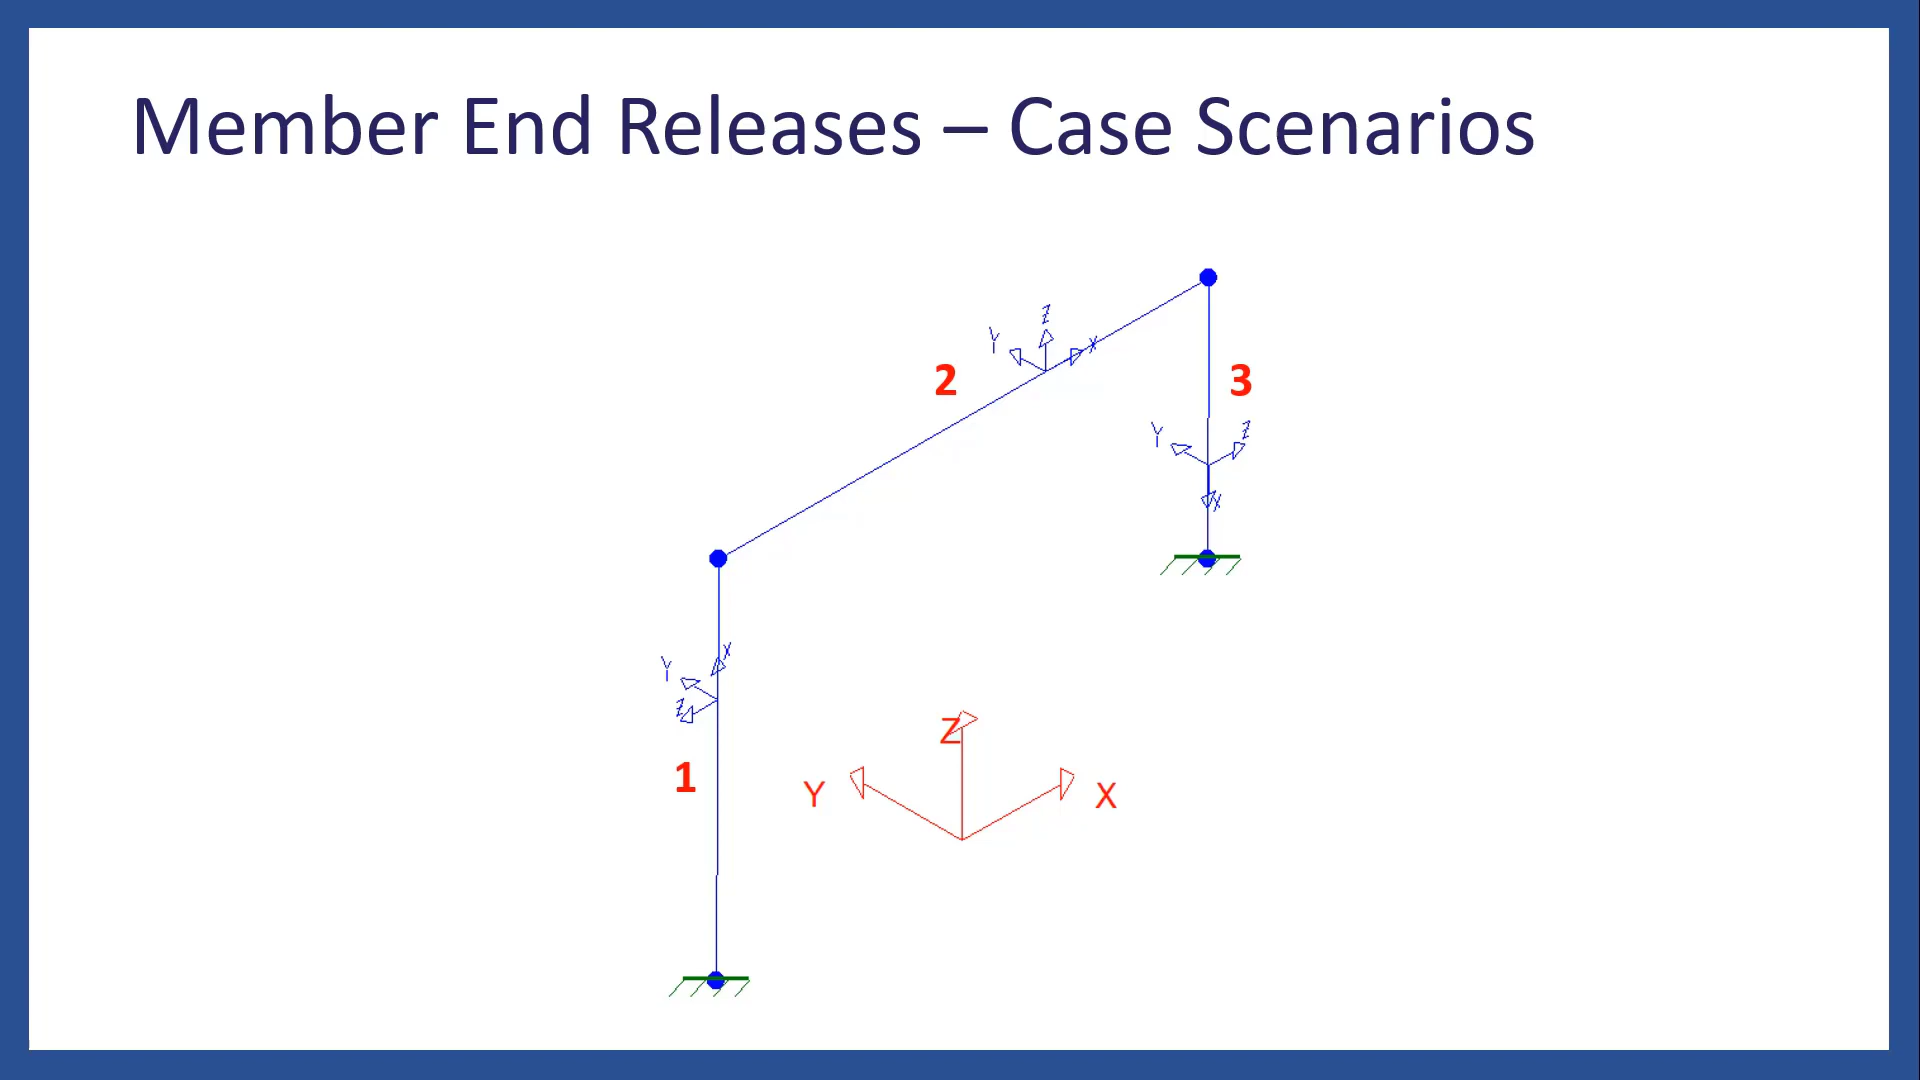 Member End Releases – Case Scenarios
Z
Y
X
2
3
Y
Z
X
X
Y
Z
1
Z
Y
X